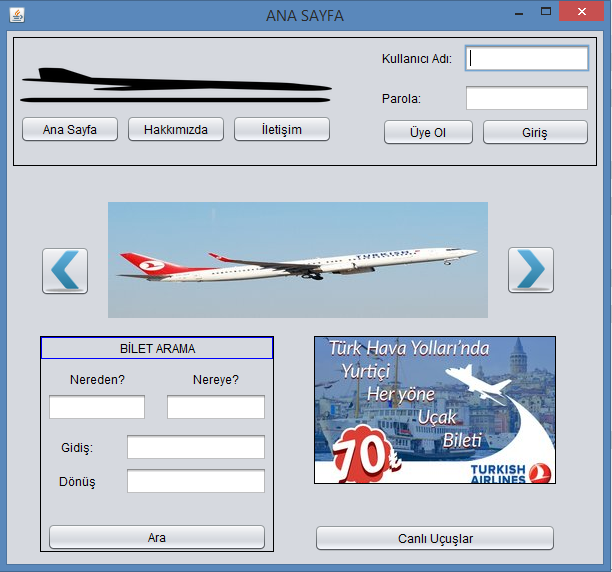 ANA SAYFA
Kullanıcı Adı:
Parola:
Ana Sayfa
Hakkımızda
İletişim
Üye Ol
Giriş
TURKISH
BİLET ARAMA
Nereden?
Nereye?
Gidiş:
Dönüş
Ara
Türk Hava Yolları'nda
Yurtiçi
Her yöne
Uçak
Bileti
70₺
TURKISH
AIRLINES
Canlı Uçuşlar